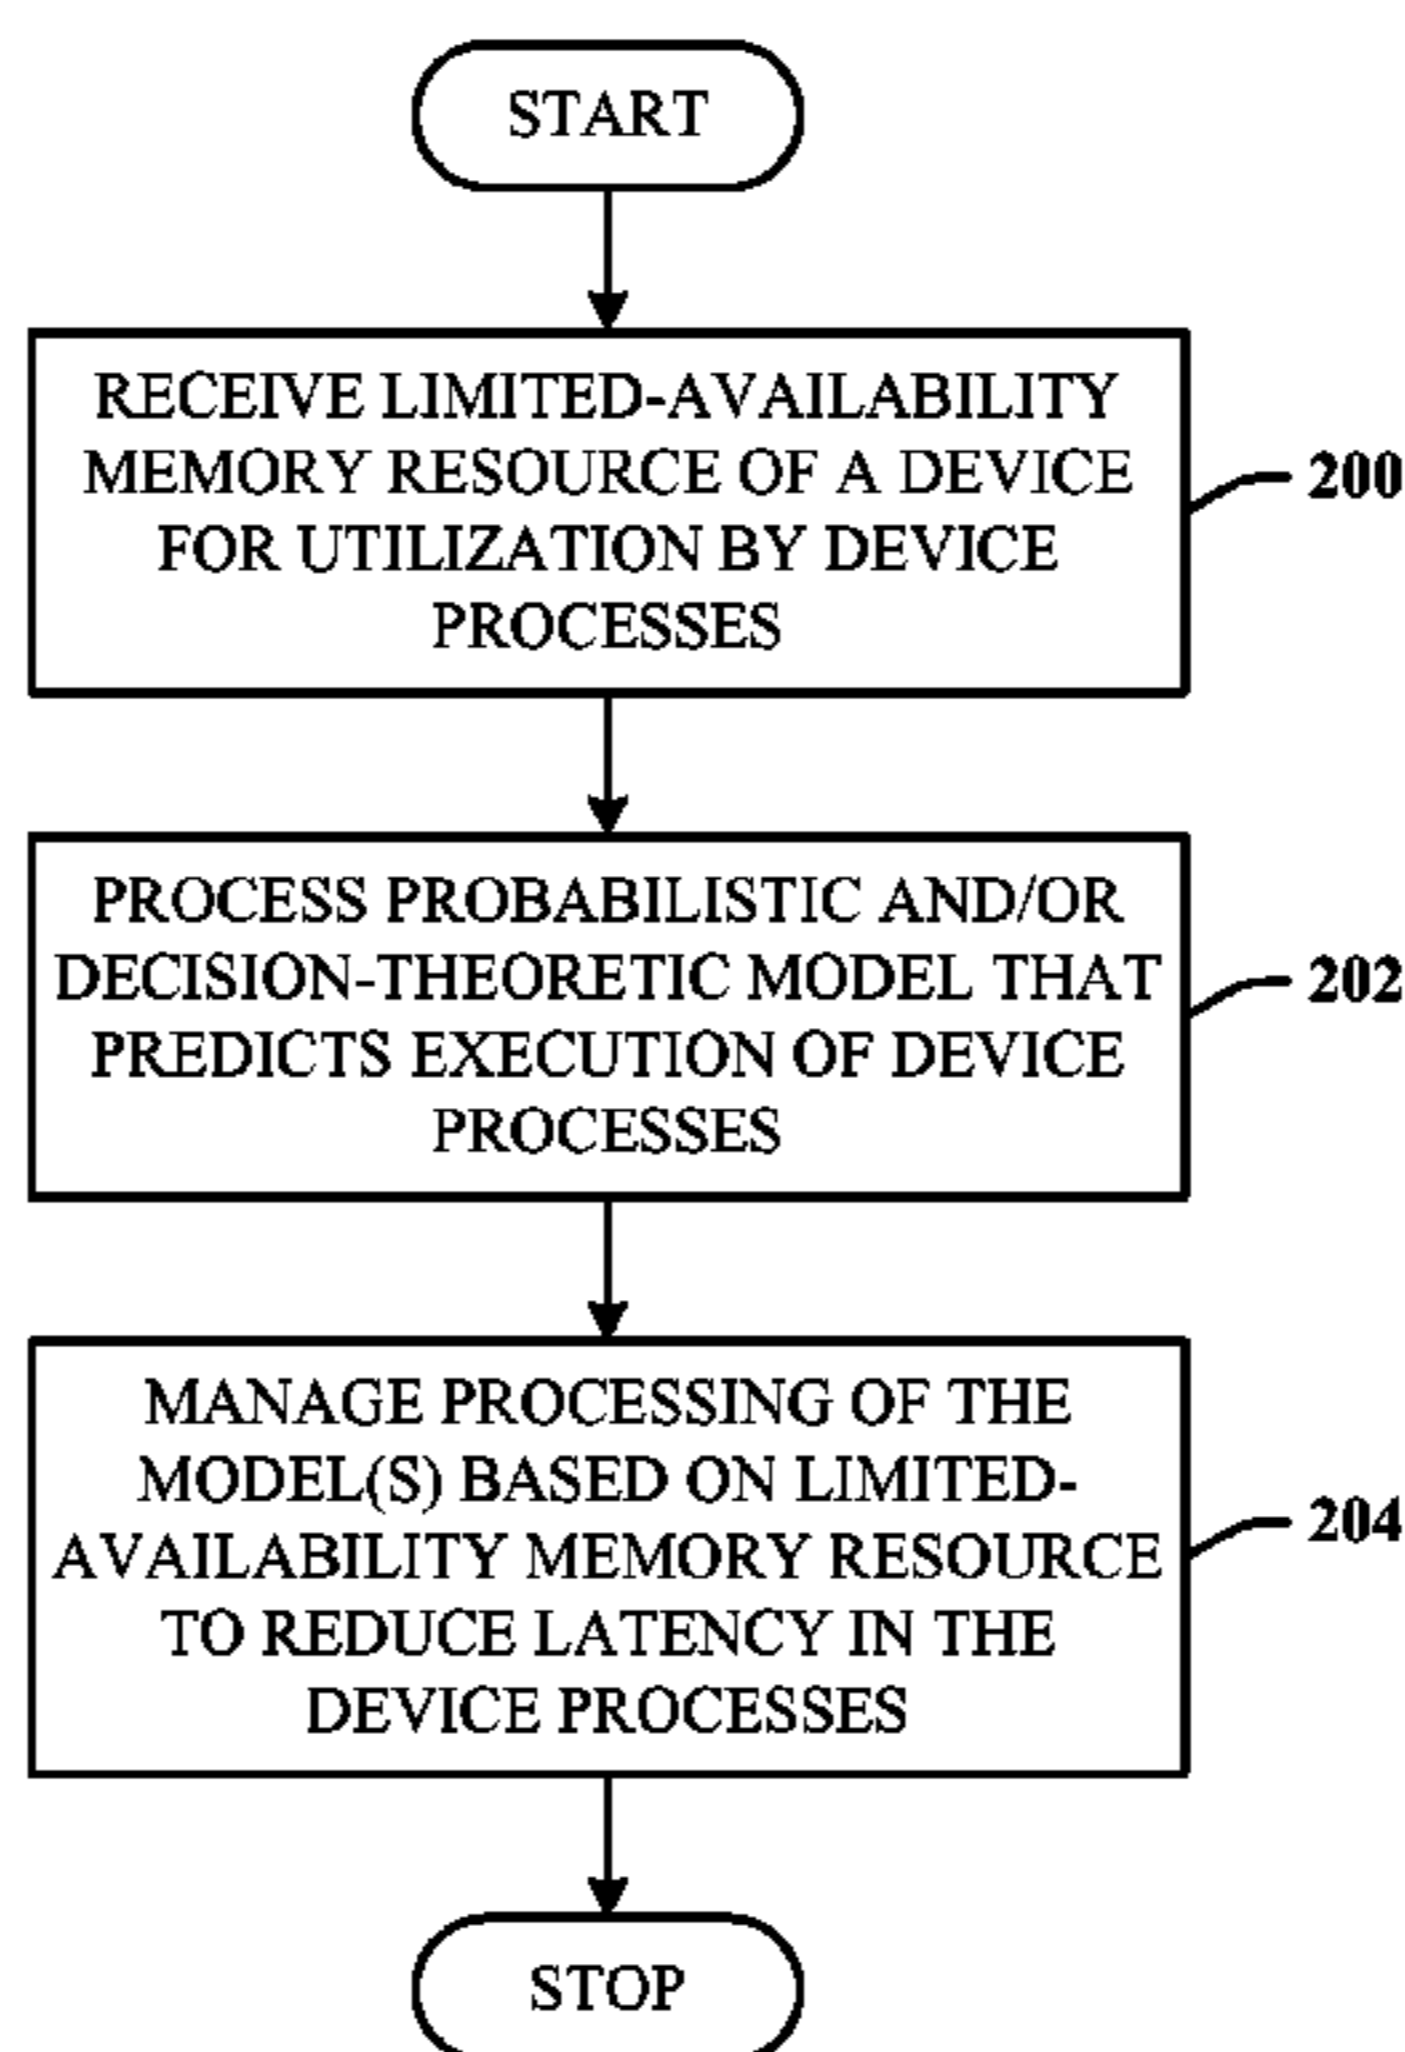 START
RECEIVE LIMITED-AVAILABILITY
MEMORY RESOURCE OF A DEVICE
FOR UTILIZATION BY DEVICE
PROCESSES
200
PROCESS PROBABILISTIC AND/OR
DECISION-THEORETIC MODEL THAT
PREDICTS EXECUTION OF DEVICE
PROCESSES
202
MANAGE PROCESSING OF THE
MODEL(S) BASED ON LIMITED-
AVAILABILITY MEMORY RESOURCE
TO REDUCE LATENCY IN THE
DEVICE PROCESSES
204
STOP